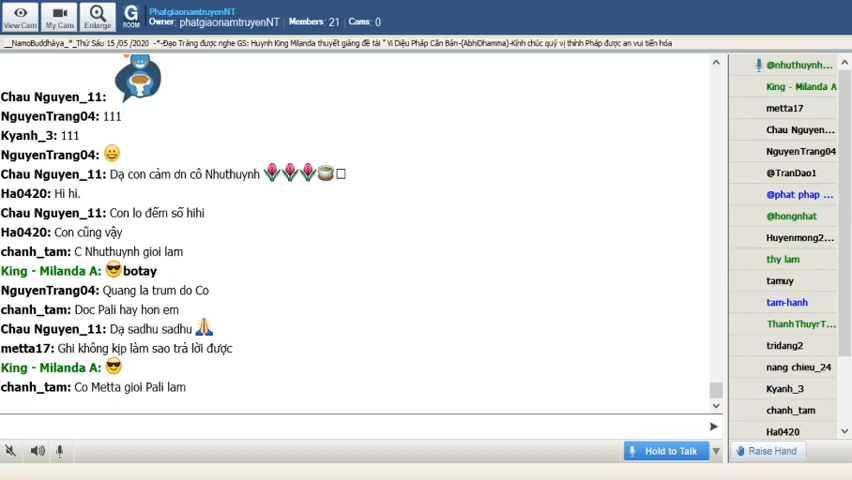 View Cam
My Cam
Enlarge
G
ROOM
PhatgiaonamtruyenNT
Owner: phatgiaonamtruyenNT | Members: 21 | Cams: 0
__NamoBuddhàya_*_Thứ Sáu 15 /05 /2020 -*-Đạo Tràng được nghe GS: Huynh King Milanda thuyết giảng đề tài " Vi Diệu Pháp Căn Bản-(AbhiDhamma)-Kính chúc quý vị thính Pháp được an vui tiến hóa
Chau Nguyen_11:
NguyenTrang04: 111
Kyanh_3: 111
NguyenTrang04:
Chau Nguyen_11: Dạ con cảm ơn cô Nhuthuynh
Ha0420: Hi hi.
Chau Nguyen_11: Con lo đếm số hihi
Ha0420: Con cũng vậy
chanh_tam: C Nhuthuynh gioi lam
King - Milanda A: botay
NguyenTrang04: Quang la trum do Co
chanh_tam: Doc Pali hay hon em
Chau Nguyen_11: Dạ sadhu sadhu
metta17: Ghi không kịp làm sao trả lời được
King - Milanda A:
chanh_tam: Co Metta gioi Pali lam
Hold to Talk
@nhuthuynh...
King - Milanda A
metta17
Chau Nguyen...
NguyenTrang04
@TranDao1
@phat phap ...
@hongnhat
Huyenmong2...
thy lam
tamuy
tam-hanh
ThanhThuyrT...
tridang2
nang chieu_24
Kyanh_3
chanh_tam
Ha0420
Raise Hand